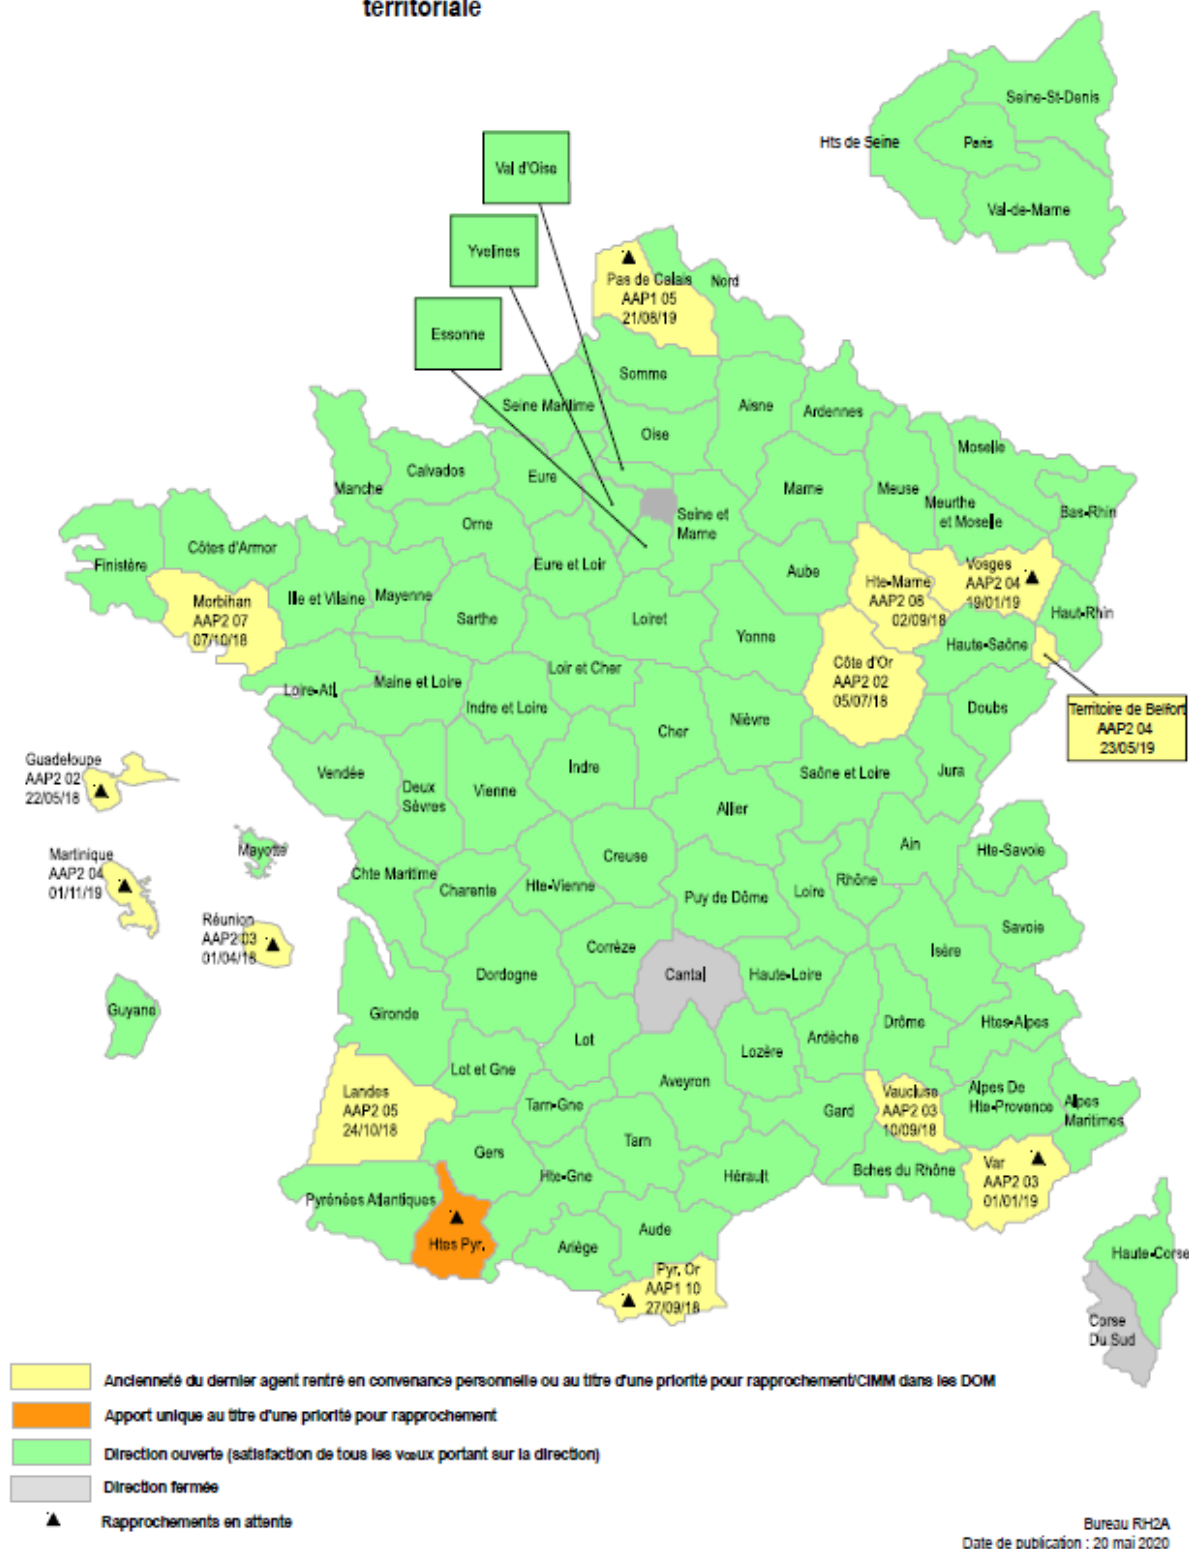 territoriale
Seine-St-Denis
Hts de Seine
Paris
Val-de-Marne
Val d'Oise
Yvelines
Essonne
Pas de Calais
AAP1 05
21/08/19
Nord
Somme
Seine Maritime
Aisne
Ardennes
Oise
Moselle
Calvados
Eure
Manche
Marne
Meuse
Meurthe
et Moselle
Bas-Rhin
Seine et
Marne
Orne
Côtes d'Armor
Finistère
Eure et Loir
Aube
Vosges
AAP2 04
19/01/19
Hte-Marne
AAP2 06
02/09/18
Morbihan
AAP2 07
07/10/18
Ille et Vilaine
Mayenne
Sarthe
Loiret
Yonne
Haut-Rhin
Haute-Saône
Côte d'Or
AAP2 02
05/07/18
Loir et Cher
Loire-Atl.
Maine et Loire
Indre et Loire
Cher
Nièvre
Doubs
Territoire de Belfort
AAP2 04
23/05/19
Guadeloupe
AAP2 02
22/05/18
Vendée
Deux
Sèvres
Vienne
Indre
Saône et Loire
Jura
Allier
Martinique
AAP2 04
01/11/19
Mayotte
Chte Maritime
Charente
Hte-Vienne
Creuse
Puy de Dôme
Loire
Rhône
Ain
Hte-Savoie
Réunion
AAP2 03
01/04/18
Savoie
Corrèze
Isère
Dordogne
Cantal
Haute-Loire
Guyane
Gironde
Lot
Lozère
Ardèche
Drôme
Htes-Alpes
Lot et Gne
Aveyron
Landes
AAP2 05
24/10/18
Tarn-Gne
Gard
Vaucluse
AAP2 03
10/09/18
Alpes De
Hte-Provence
Alpes
Maritimes
Gers
Tarn
Hte-Gne
Hérault
Bches du Rhône
Var
AAP2 03
01/01/19
Pyrénées Atlantiques
Htes Pyr.
Ariège
Aude
Pyr. Or
AAP1 10
27/09/18
Haute-Corse
Corse
Du Sud
Ancienneté du dernier agent rentré en convenance personnelle ou au titre d'une priorité pour rapprochement/CIMM dans les DOM
Apport unique au titre d'une priorité pour rapprochement
Direction ouverte (satisfaction de tous les vœux portant sur la direction)
Direction fermée
Rapprochements en attente
Bureau RH2A
Date de publication : 20 mai 2020